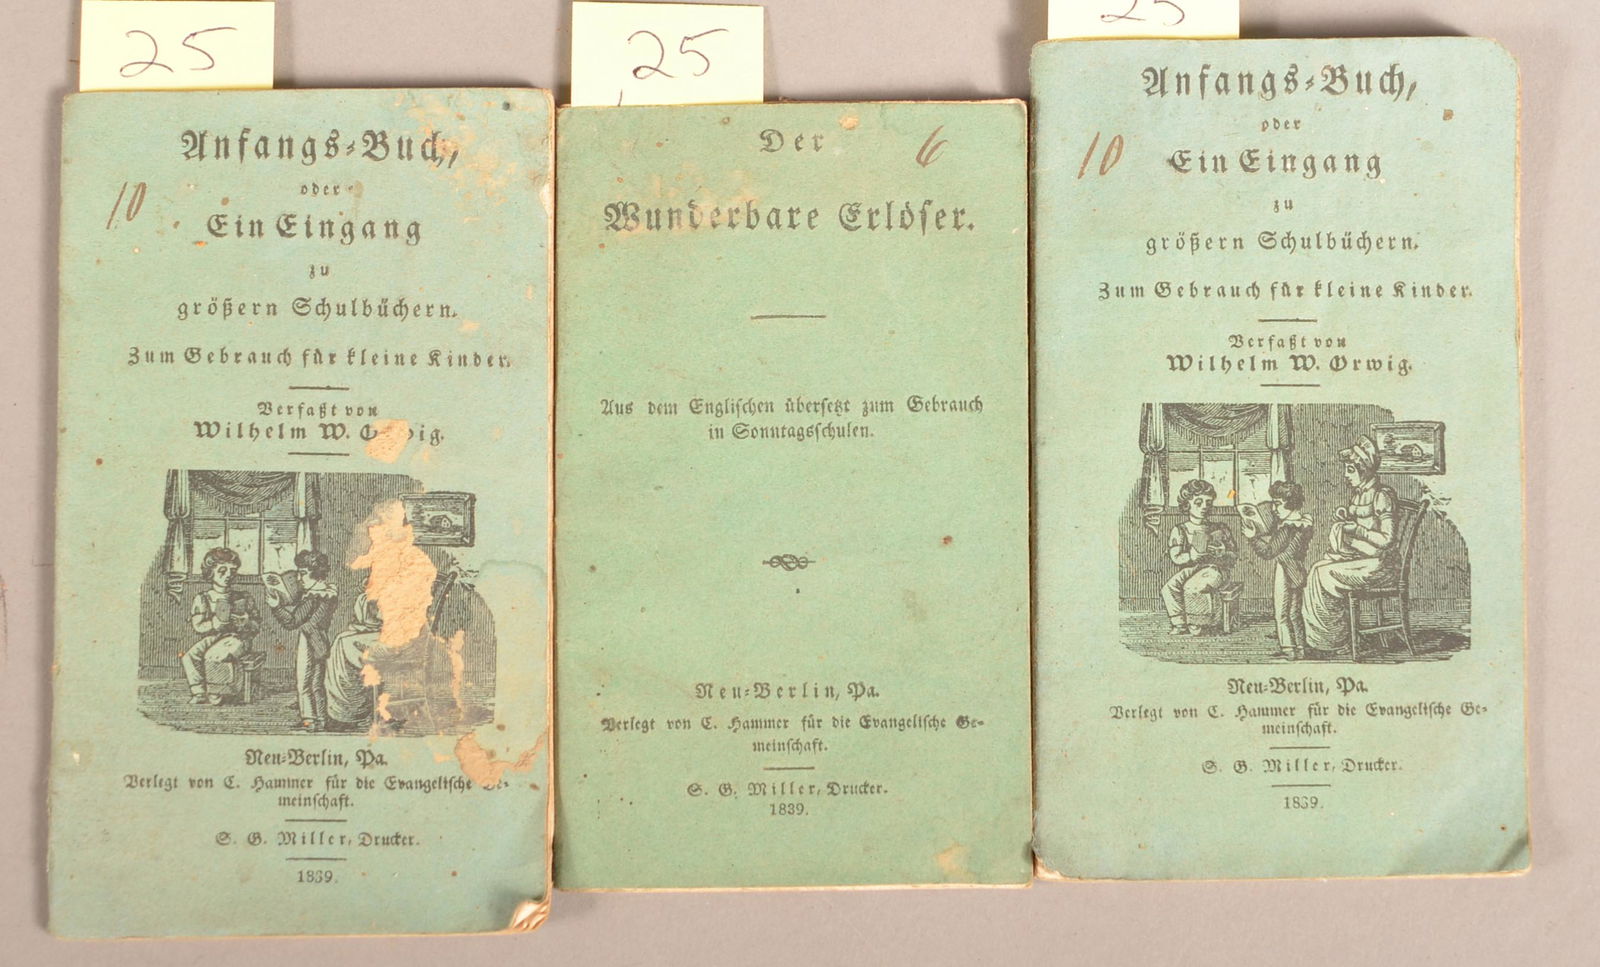 25
Anfangs-Buch,
10
oder
Ein Eingang
zu
größern Schulbüchern.
Zum Gebrauch für kleine Kinder.
Verfaßt von
Wilhelm W.
Neu-Berlin, Pa.
Verlegt von C. Hammer für die Evangelische
meinschaft.
S. G. Miller, Drucker.
1839.
25
Der
6
Wunderbare Erlöser.
Aus dem Englischen übersetzt zum Gebrauch
in Sonntagsschulen.
Neu-Berlin, Pa.
Verlegt von C. Hammer für die Evangelische Ge-
meinschaft.
S. G. Miller, Drucker.
1839.
25
Anfangs-Buch,
oder
10
Ein Eingang
zu
größern Schulbüchern.
Zum Gebrauch für kleine Kinder.
Verfaßt von
Wilhelm W. Orwig.
Neu-Berlin, Pa.
Verlegt von C. Hammer für die Evangelische Ge-
meinschaft.
S. G. Miller, Drucker.
1839.